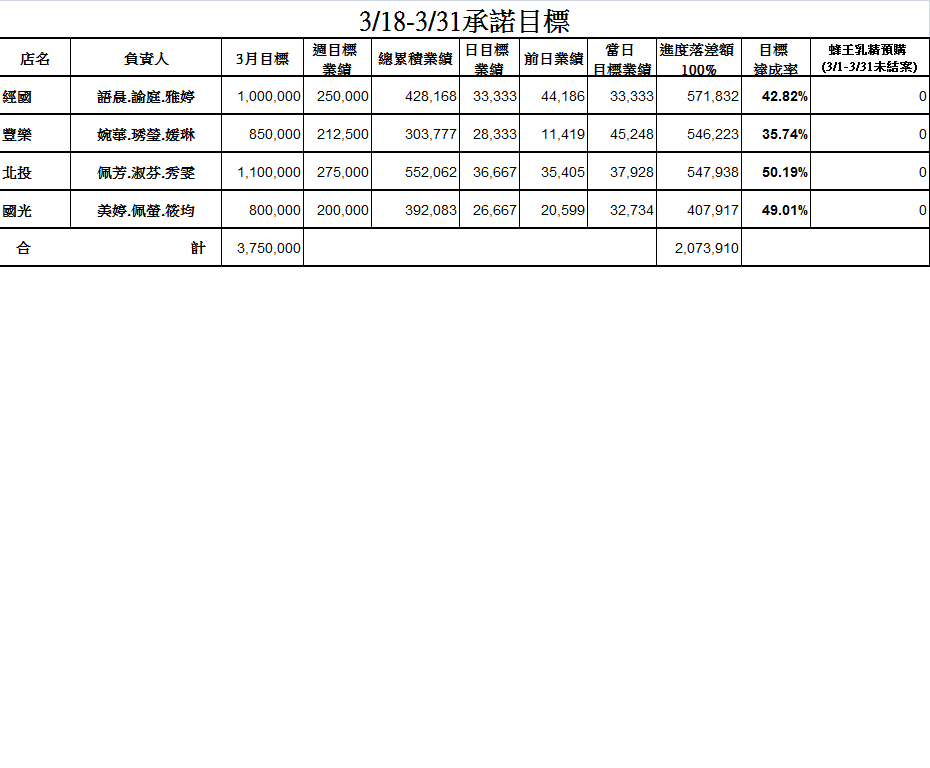 3/18-3/31承諾目標
店名 負責人 3月目標 週目標業績 總累積業績 日目標業績 前日業績 當日目標業績 進度落差額100% 目標達成率 蜂王乳精預購(3/1-3/31未結案)
經國 語晨.諭庭.雅婷 1,000,000 250,000 428,168 33,333 44,186 33,333 571,832 42.82% 0
豐樂 婉華.琇瑩.媛琳 850,000 212,500 303,777 28,333 11,419 45,248 546,223 35.74% 0
北投 佩芳.淑芬.秀雯 1,100,000 275,000 552,062 36,667 35,405 37,928 547,938 50.19% 0
國光 美婷.佩螢.筱均 800,000 200,000 392,083 26,667 20,599 32,734 407,917 49.01% 0
合 計 3,750,000 2,073,910